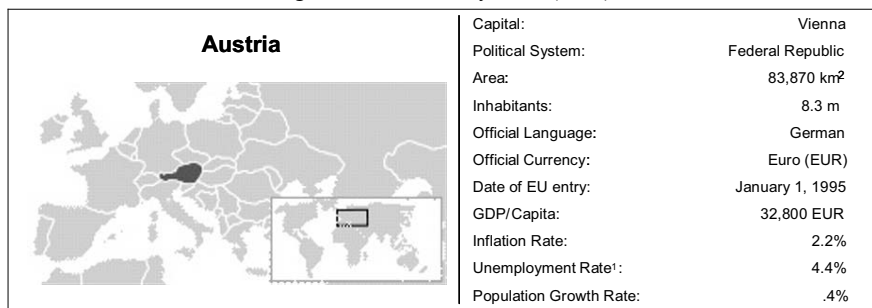 Austria
Capital: Vienna
Political System: Federal Republic
Area: 83,870 km²
Inhabitants: 8.3 m
Official Language: German
Official Currency: Euro (EUR)
Date of EU entry: January 1, 1995
GDP/Capita: 32,800 EUR
Inflation Rate: 2.2%
Unemployment Rate¹: 4.4%
Population Growth Rate: .4%